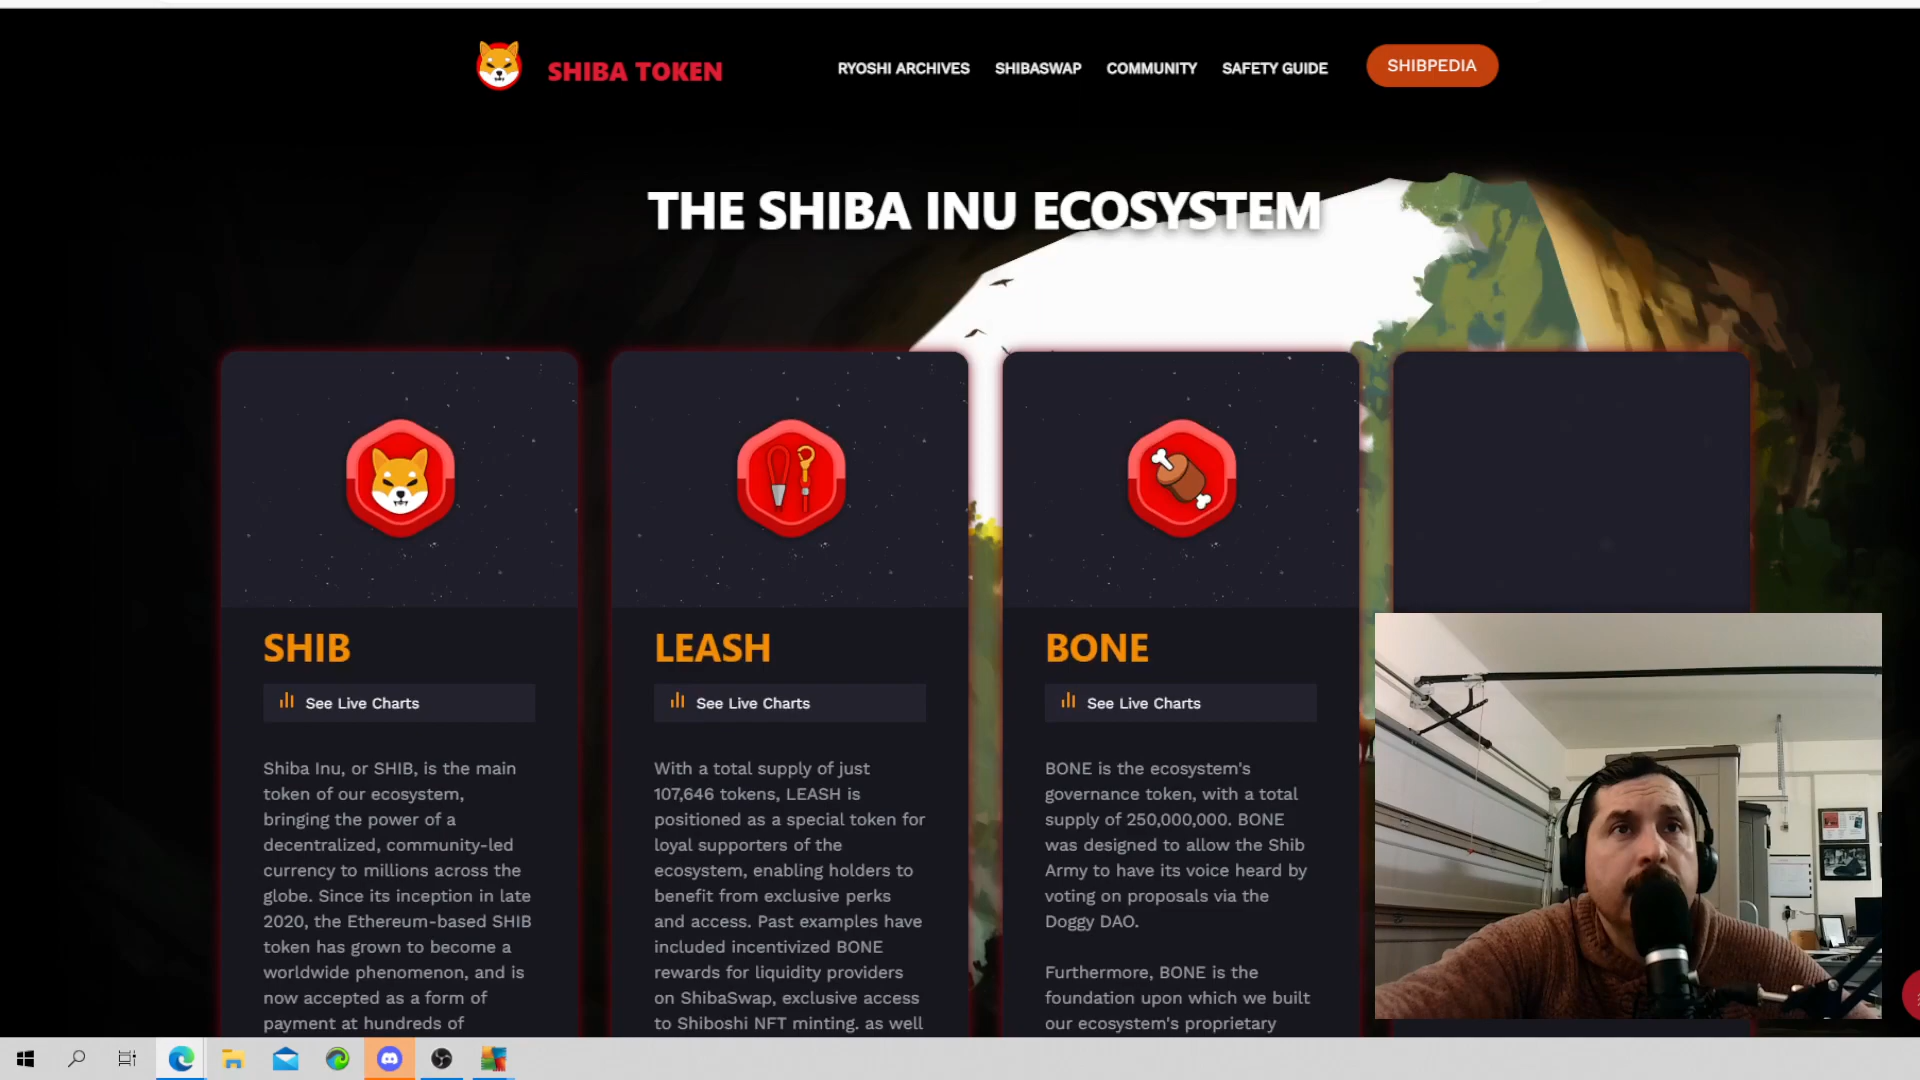 SHIBA TOKEN
RYOSHI ARCHIVES
SHIBASWAP
COMMUNITY
SAFETY GUIDE
SHIBPEDIA
THE SHIBA INU ECOSYSTEM
SHIB
See Live Charts
Shiba Inu, or SHIB, is the main
token of our ecosystem,
bringing the power of a
decentralized, community-led
currency to millions across the
globe. Since its inception in late
2020, the Ethereum-based SHIB
token has grown to become a
worldwide phenomenon, and is
now accepted as a form of
payment at hundreds of
LEASH
See Live Charts
With a total supply of just
107,646 tokens, LEASH is
positioned as a special token for
loyal supporters of the
ecosystem, enabling holders to
benefit from exclusive perks
and access. Past examples have
included incentivized BONE
rewards for liquidity providers
on ShibaSwap, exclusive access
to Shiboshi NFT minting, as well
BONE
See Live Charts
BONE is the ecosystem's
governance token, with a total
supply of 250,000,000. BONE
was designed to allow the Shib
Army to have its voice heard by
voting on proposals via the
Doggy DAO.
Furthermore, BONE is the
foundation upon which we built
our ecosystem's proprietary